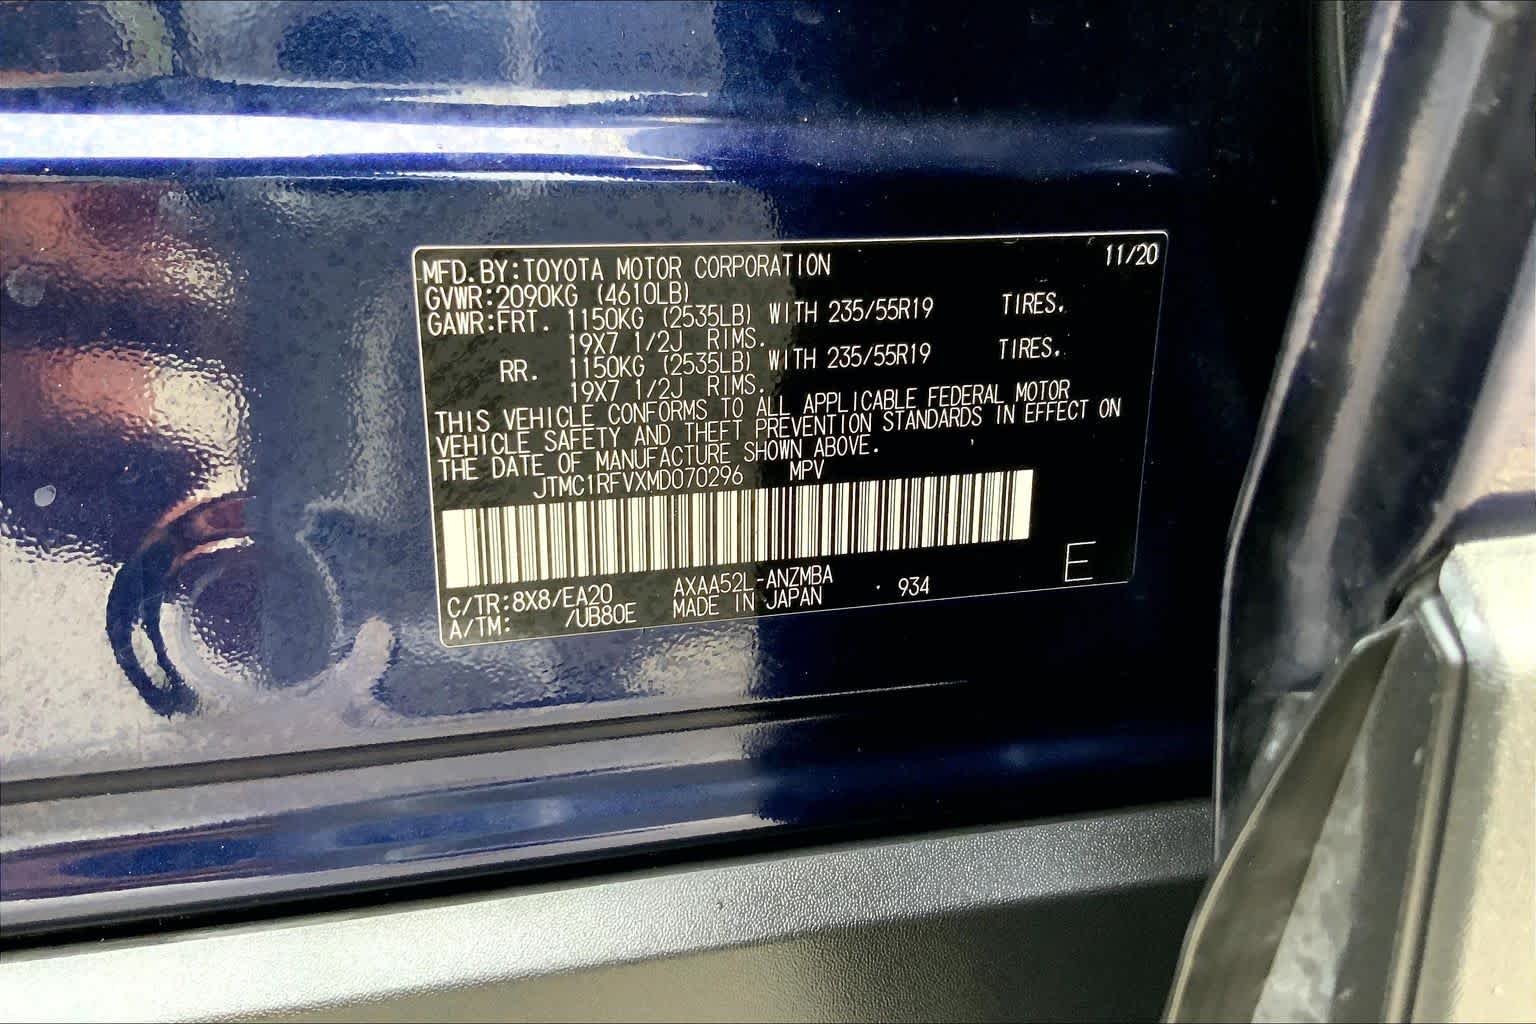 MFD.BY:TOYOTA MOTOR CORPORATION 11/20
GVWR:2090KG (4610LB)
GAWR:FRT. 1150KG (2535LB) WITH 235/55R19 TIRES.
19X7 1/2J RIMS.
RR. 1150KG (2535LB) WITH 235/55R19 TIRES.
19X7 1/2J RIMS.
THIS VEHICLE CONFORMS TO ALL APPLICABLE FEDERAL MOTOR
VEHICLE SAFETY AND THEFT PREVENTION STANDARDS IN EFFECT ON
THE DATE OF MANUFACTURE SHOWN ABOVE.
JTMC1RFVXMD070296 MPV
C/TR:8X8/EA20 AXAA52L-ANZMBA · 934 E
A/TM: /UB80E MADE IN JAPAN